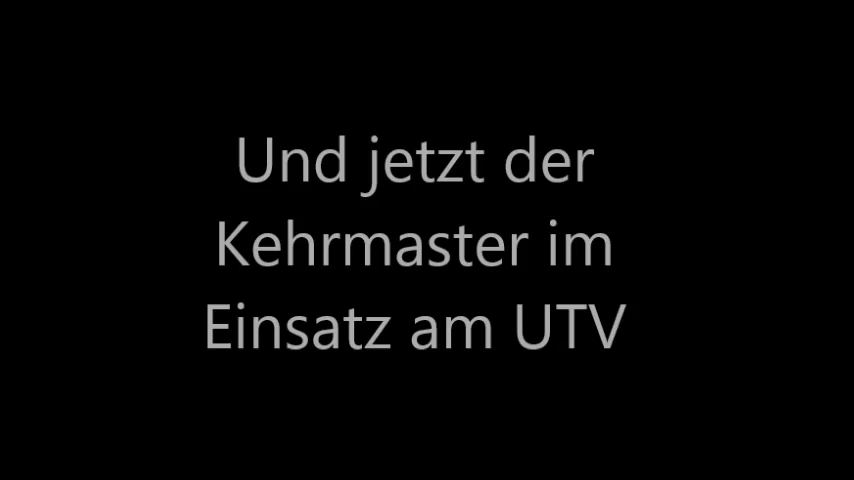 Und jetzt der
Kehrmaster im
Einsatz am UTV